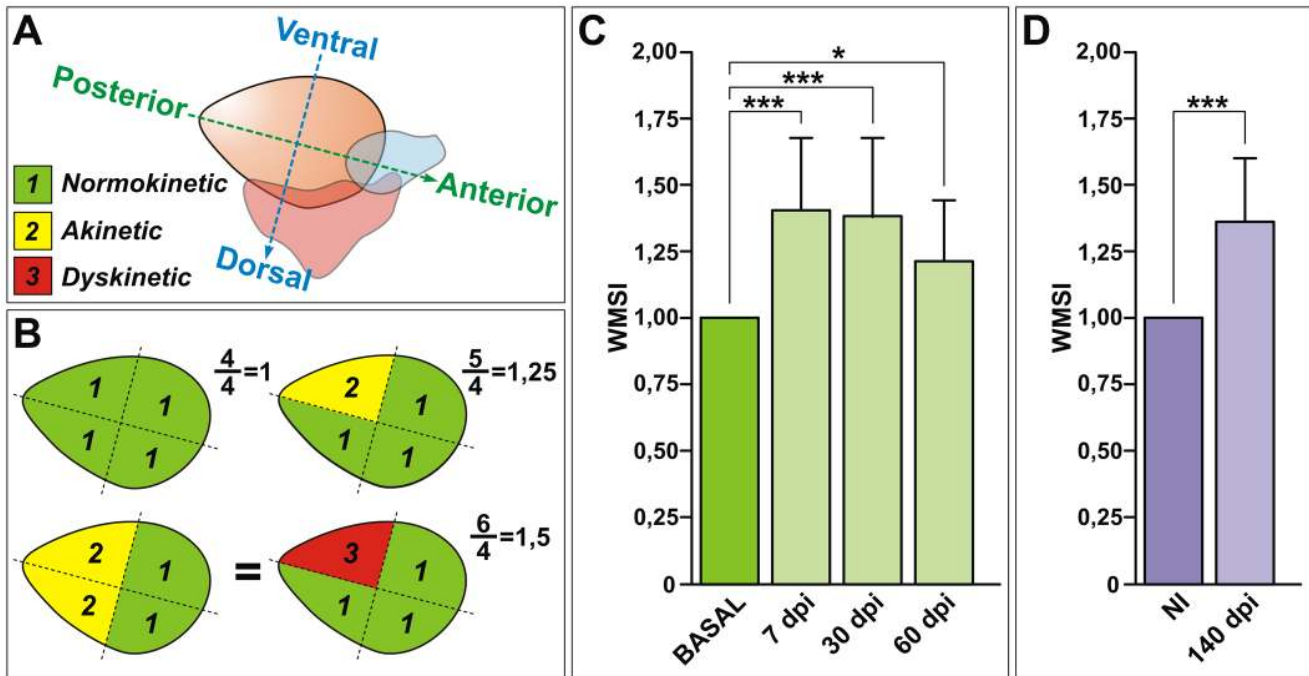 A
Ventral
Posterior
Anterior
Dorsal
1 Normokinetic
2 Akinetic
3 Dyskinetic
B
1 1 1 1
4/4=1
2 1 1 1
5/4=1,25
2 1 2 1
=
3 1 1 1
6/4=1,5
C
WMSI
2,00
1,75
1,50
1,25
1,00
0,75
0,50
0,25
0
*
***
***
BASAL
7 dpi
30 dpi
60 dpi
D
WMSI
2,00
1,75
1,50
1,25
1,00
0,75
0,50
0,25
0
***
NI
140 dpi